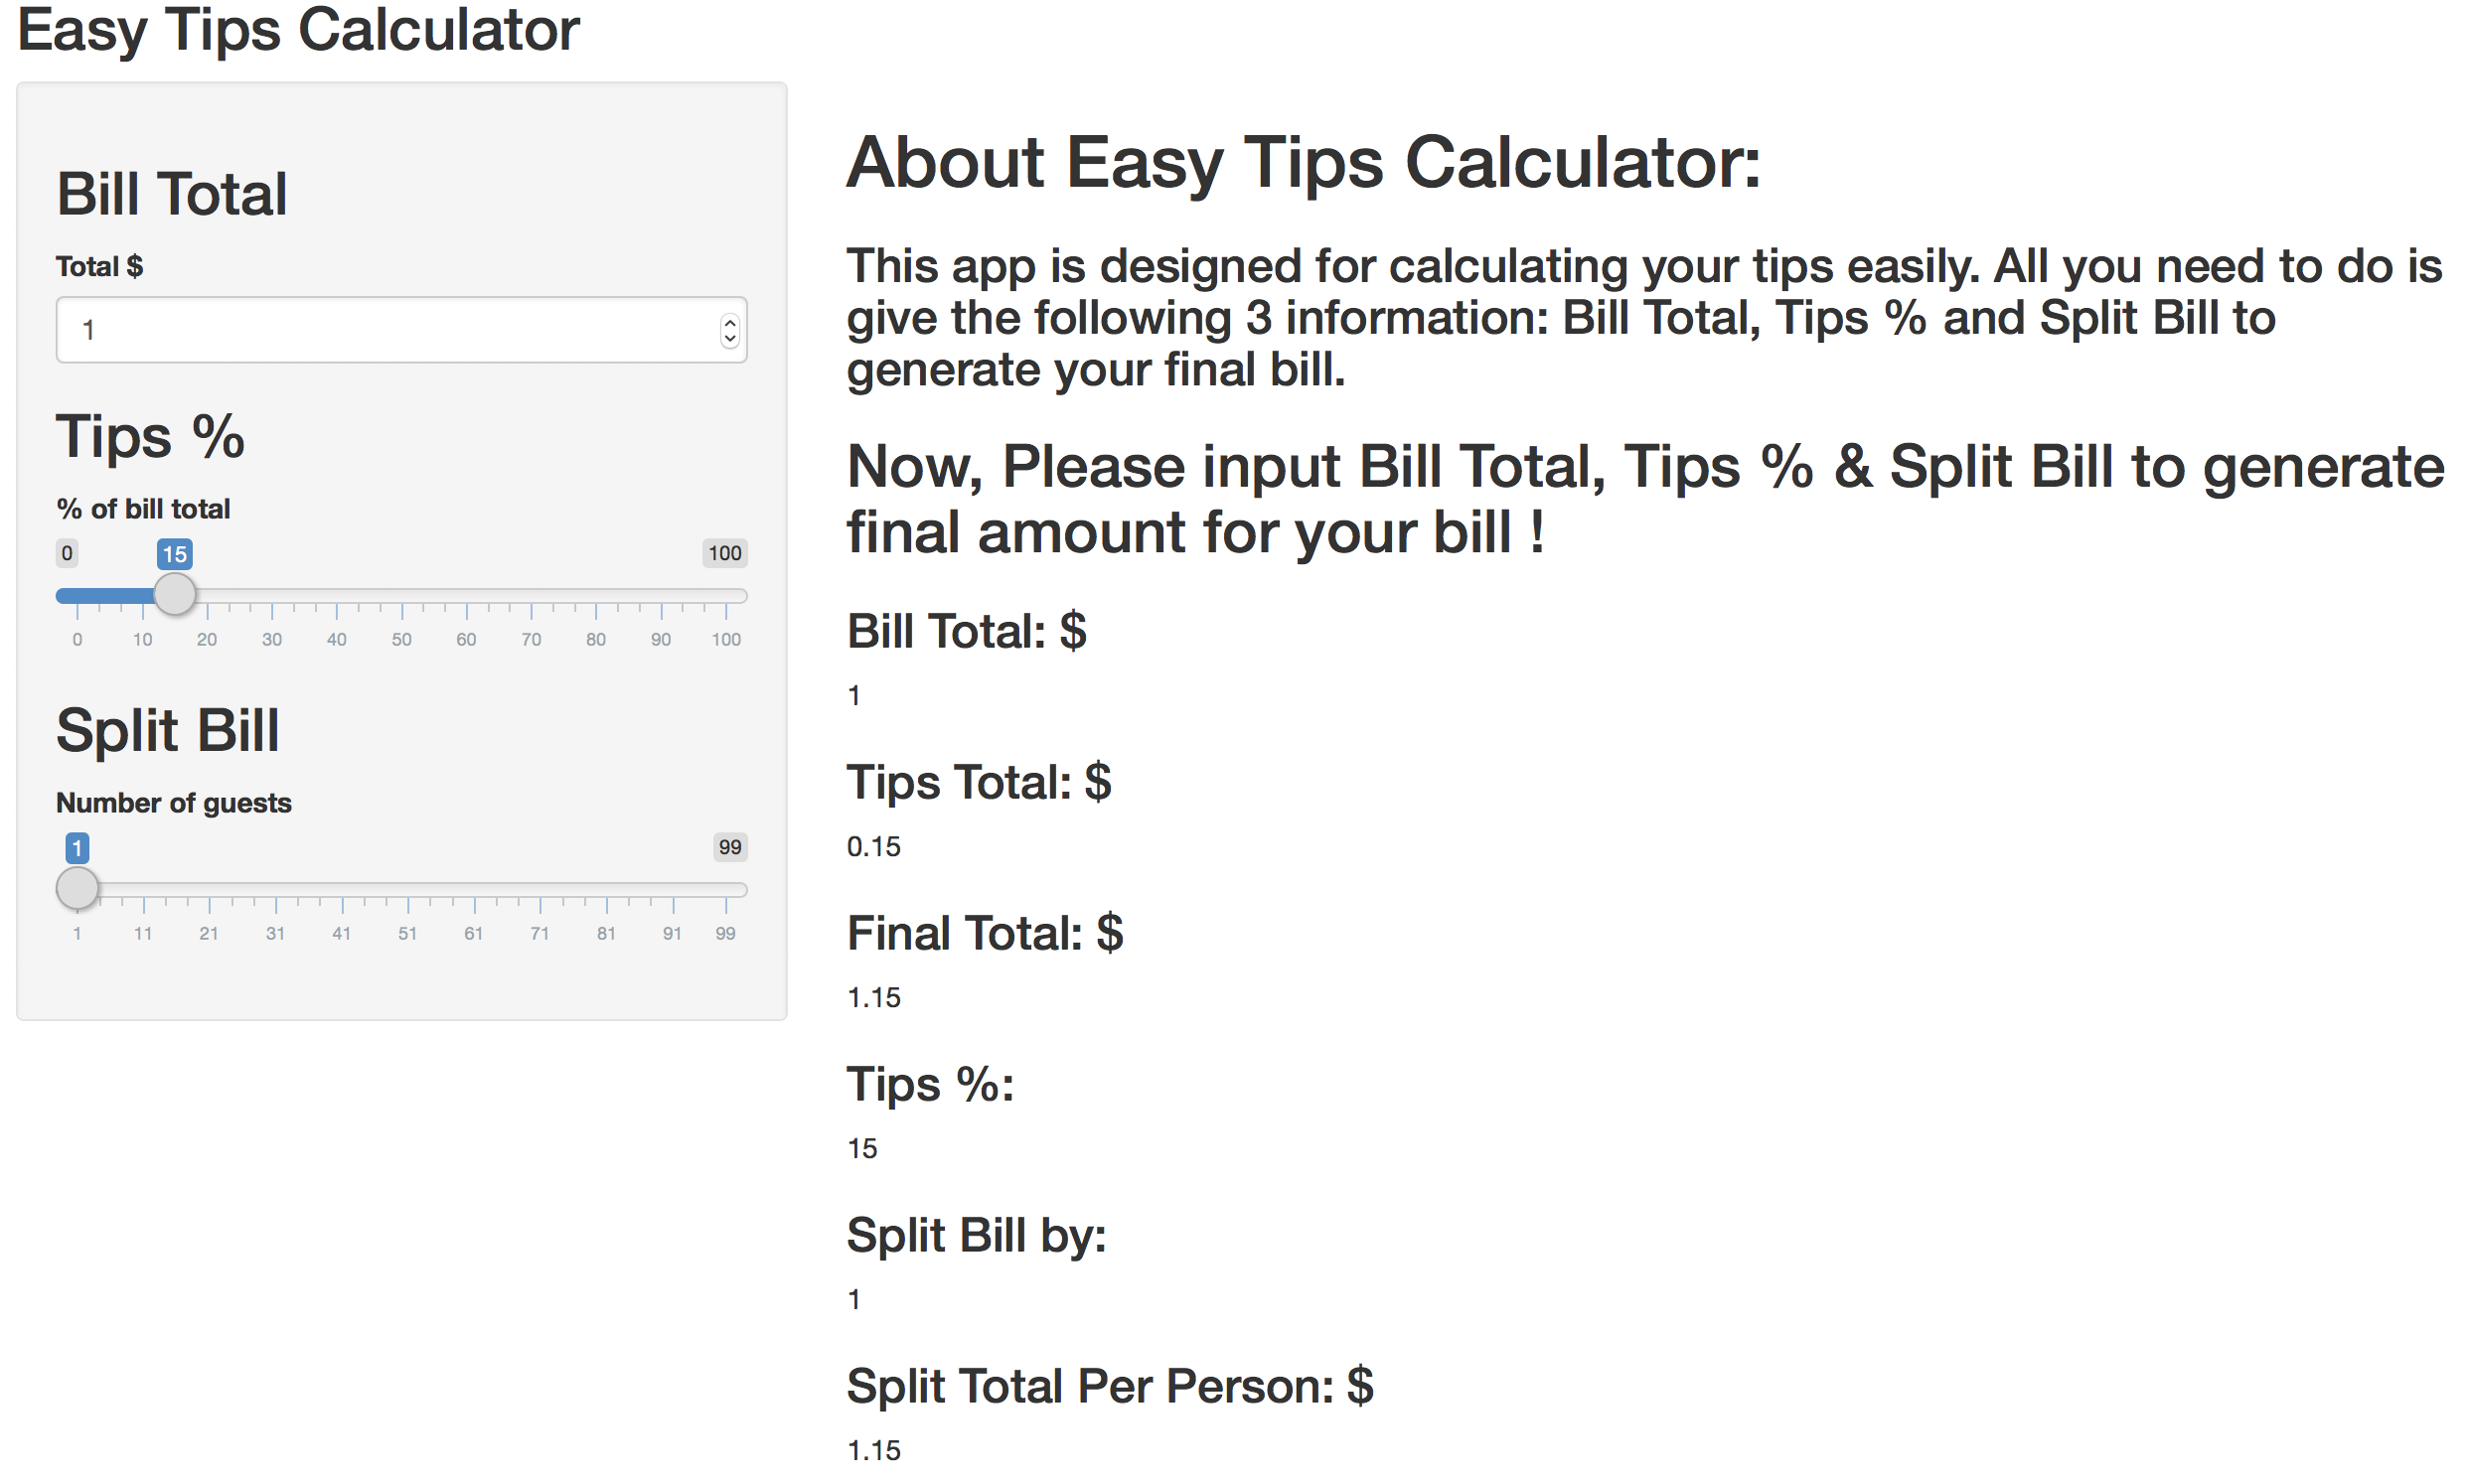 Easy Tips Calculator
Bill Total
Total $
1
Tips %
% of bill total
0 15 100
0 10 20 30 40 50 60 70 80 90 100
Split Bill
Number of guests
1 99
1 11 21 31 41 51 61 71 81 91 99
About Easy Tips Calculator:
This app is designed for calculating your tips easily. All you need to do is
give the following 3 information: Bill Total, Tips % and Split Bill to
generate your final bill.
Now, Please input Bill Total, Tips % & Split Bill to generate
final amount for your bill !
Bill Total: $
1
Tips Total: $
0.15
Final Total: $
1.15
Tips %:
15
Split Bill by:
1
Split Total Per Person: $
1.15